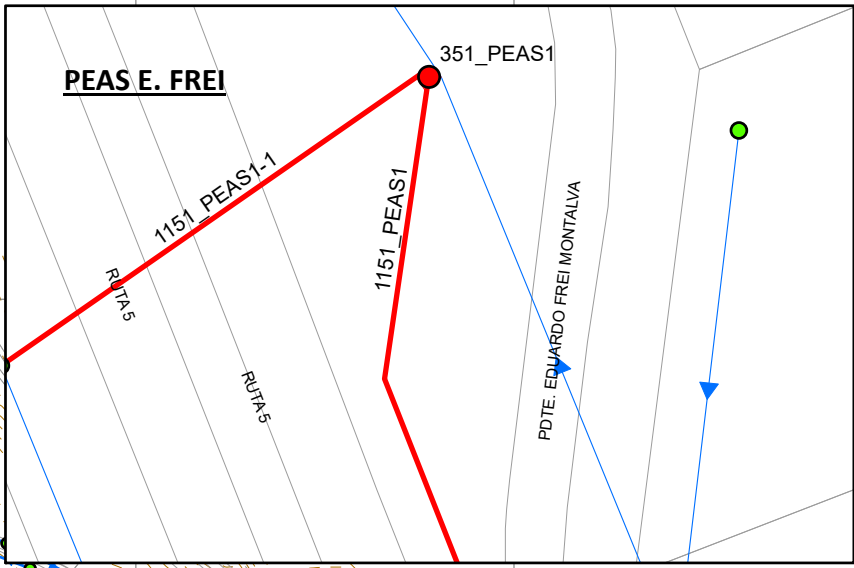 351_PEAS1
PEAS E. FREI
1151_PEAS1-1
1151_PEAS1
PDTE. EDUARDO FREI MONTALVA
RUTA 5
RUTA 5